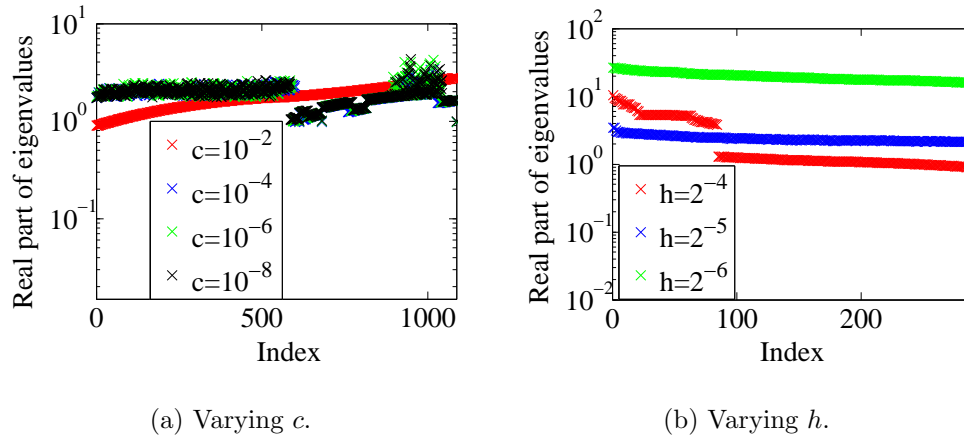 10^1
10^0
10^-1
Real part of eigenvalues
c=10^-2
c=10^-4
c=10^-6
c=10^-8
0 500 1000
Index
(a) Varying c.
10^2
10^1
10^0
10^-1
10^-2
Real part of eigenvalues
h=2^-4
h=2^-5
h=2^-6
0 100 200
Index
(b) Varying h.